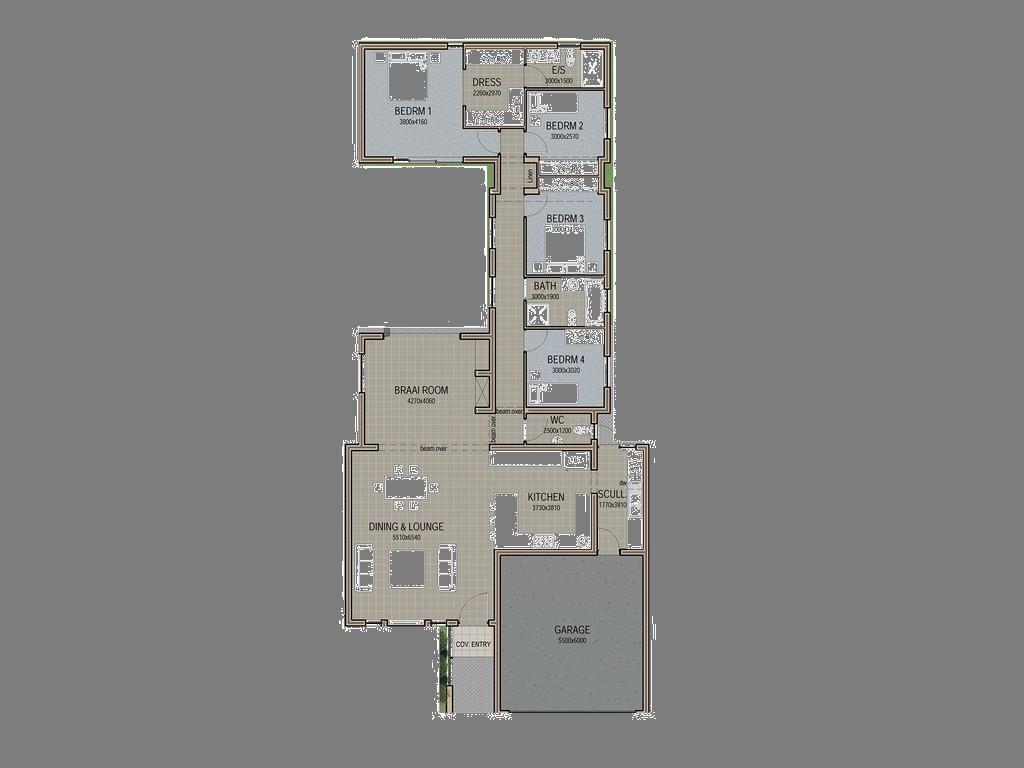 BEDRM 1
3800x4160
DRESS
2260x2970
E/S
3000x1500
BEDRM 2
3000x2570
Linen
BEDRM 3
BATH
3000x1900
BEDRM 4
3000x3020
BRAAI ROOM
4270x4060
beam over
beam over
WC
2500x1200
beam over
KITCHEN
3730x3810
dw
SCULL.
1770x3810
DINING & LOUNGE
5510x6540
GARAGE
5500x6000
COV. ENTRY